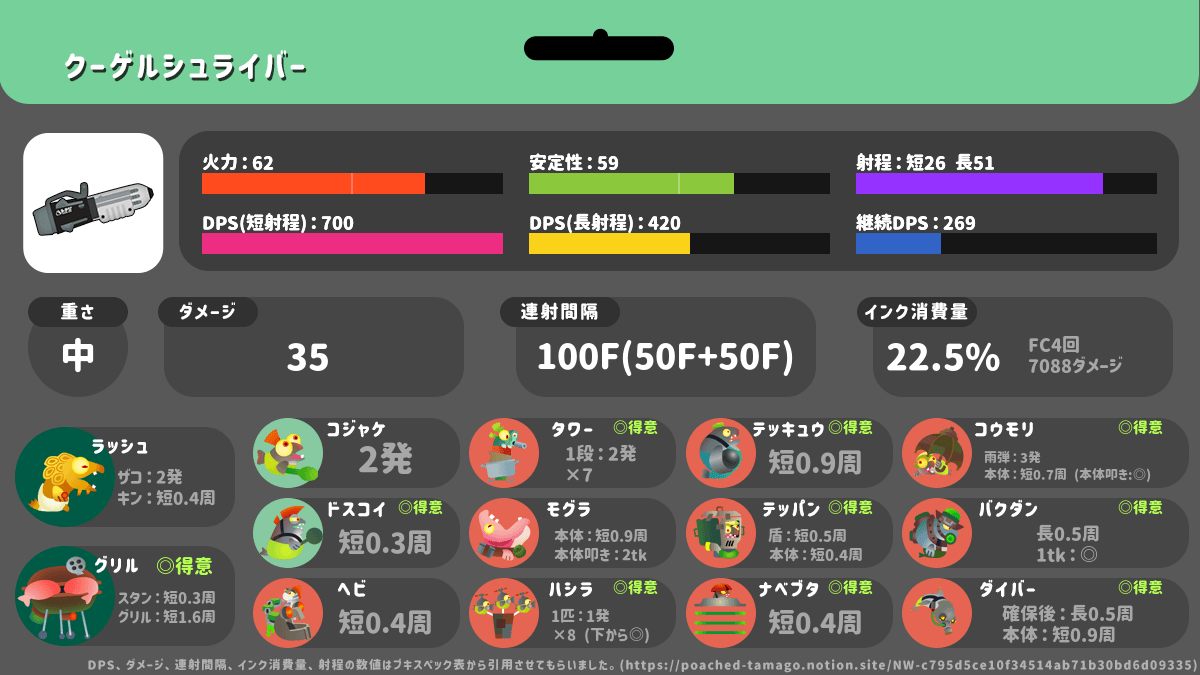 クーゲルシュライバー
火力：62
安定性：59
射程：短26 長51
DPS(短射程)：700
DPS(長射程)：420
継続DPS：269
重さ
中
ダメージ
35
連射間隔
100F(50F+50F)
インク消費量
22.5%
FC4回
7088ダメージ
ラッシュ
ザコ：2発
キン：短0.4周
グリル ◎得意
スタン：短0.3周
グリル：短1.6周
コジャケ
2発
タワー ◎得意
1段：2発
×7
テッキュウ ◎得意
短0.9周
コウモリ ◎得意
雨弾：3発
本体：短0.7周 (本体叩き:◎)
ドスコイ ◎得意
短0.3周
モグラ
本体：短0.9周
本体叩き：2tk
テッパン ◎得意
盾：短0.5周
本体：短0.4周
バクダン ◎得意
長0.5周
1tk：◎
ヘビ
短0.4周
ハシラ ◎得意
1匹：1発
×8 (下から◎)
ナベブタ ◎得意
短0.4周
ダイバー ◎得意
確保後：長0.5周
本体：短0.9周
DPS、ダメージ、連射間隔、インク消費量、射程の数値はブキスペック表から引用させてもらいました。(https://poached-tamago.notion.site/NW-c795d5ce10f34514ab71b30bd6d09335)